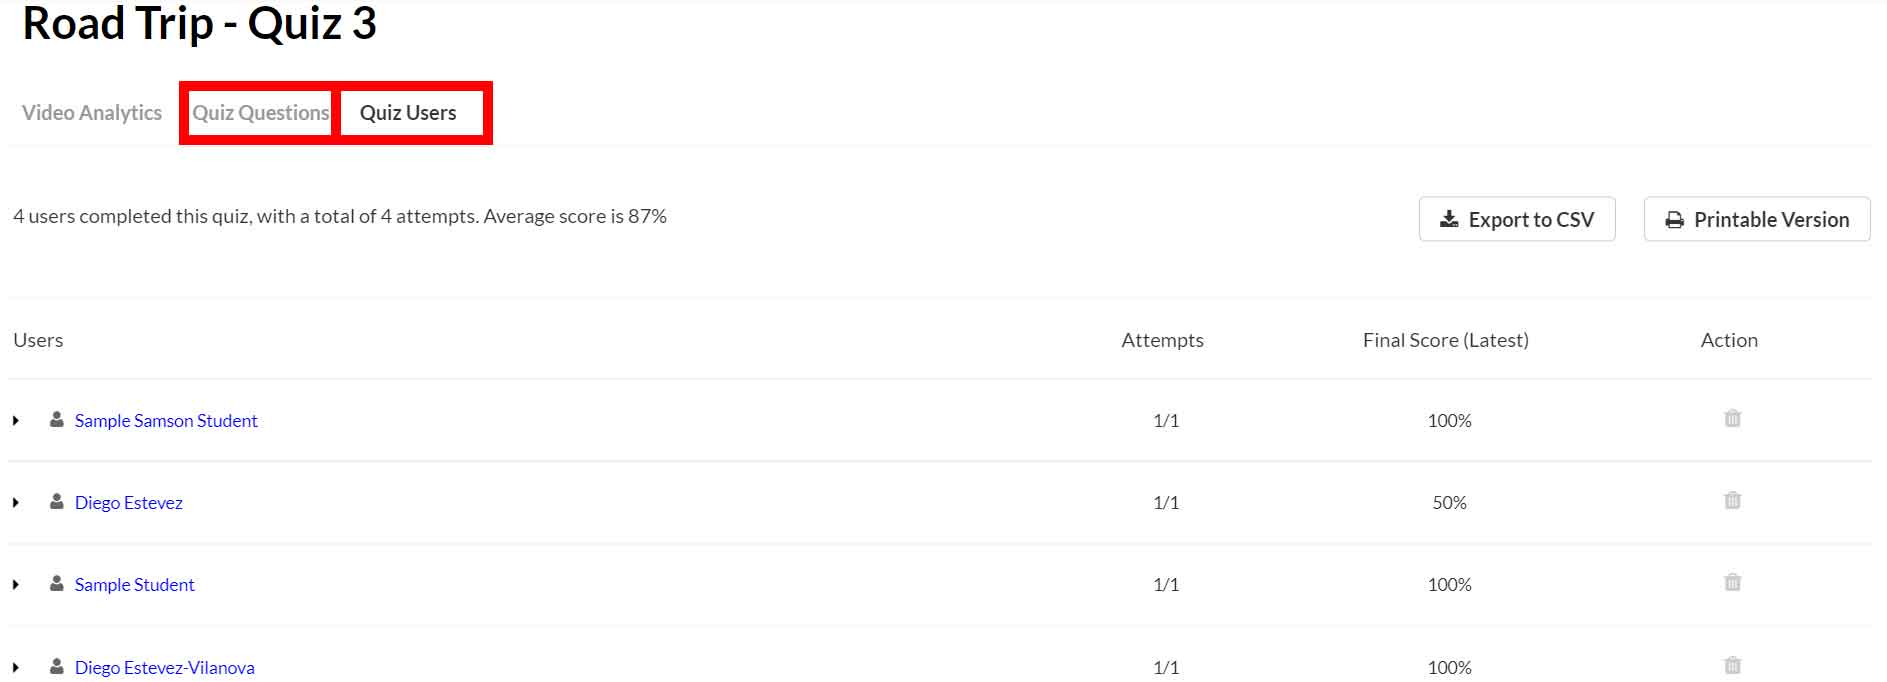 Road Trip - Quiz 3
Video Analytics Quiz Questions Quiz Users
4 users completed this quiz, with a total of 4 attempts. Average score is 87% Export to CSV Printable Version
Users Attempts Final Score (Latest) Action
Sample Samson Student 1/1 100%
Diego Estevez 1/1 50%
Sample Student 1/1 100%
Diego Estevez-Vilanova 1/1 100%